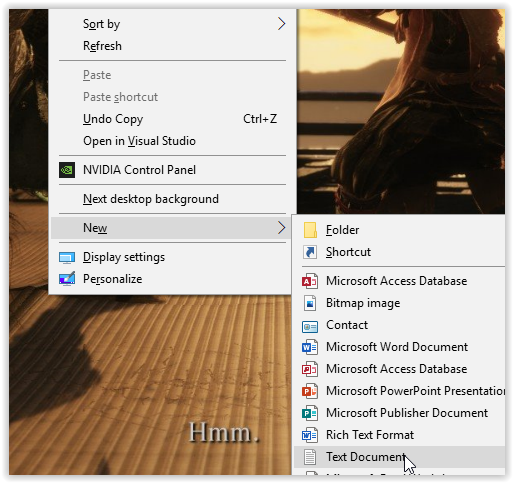 Sort by
Refresh
Paste
Paste shortcut
Undo Copy Ctrl+Z
Open in Visual Studio
NVIDIA Control Panel
Next desktop background
New
Display settings
Personalize
Folder
Shortcut
Microsoft Access Database
Bitmap image
Contact
Microsoft Word Document
Microsoft Access Database
Microsoft PowerPoint Presentation
Microsoft Publisher Document
Rich Text Format
Text Document
Hmm.